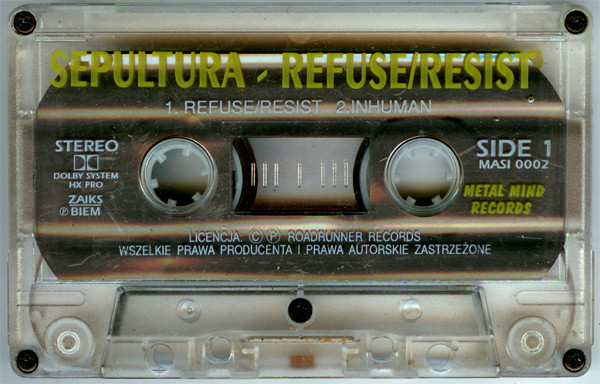 SEPULTURA - REFUSE/RESIST
1. REFUSE/RESIST 2.INHUMAN
STEREO
DOLBY SYSTEM
HX PRO
ZAIKS
Ⓟ BIEM
SIDE 1
MASI 0002
METAL MIND
RECORDS
LICENCJA: © Ⓟ ROADRUNNER RECORDS
WSZELKIE PRAWA PRODUCENTA I PRAWA AUTORSKIE ZASTRZEŻONE